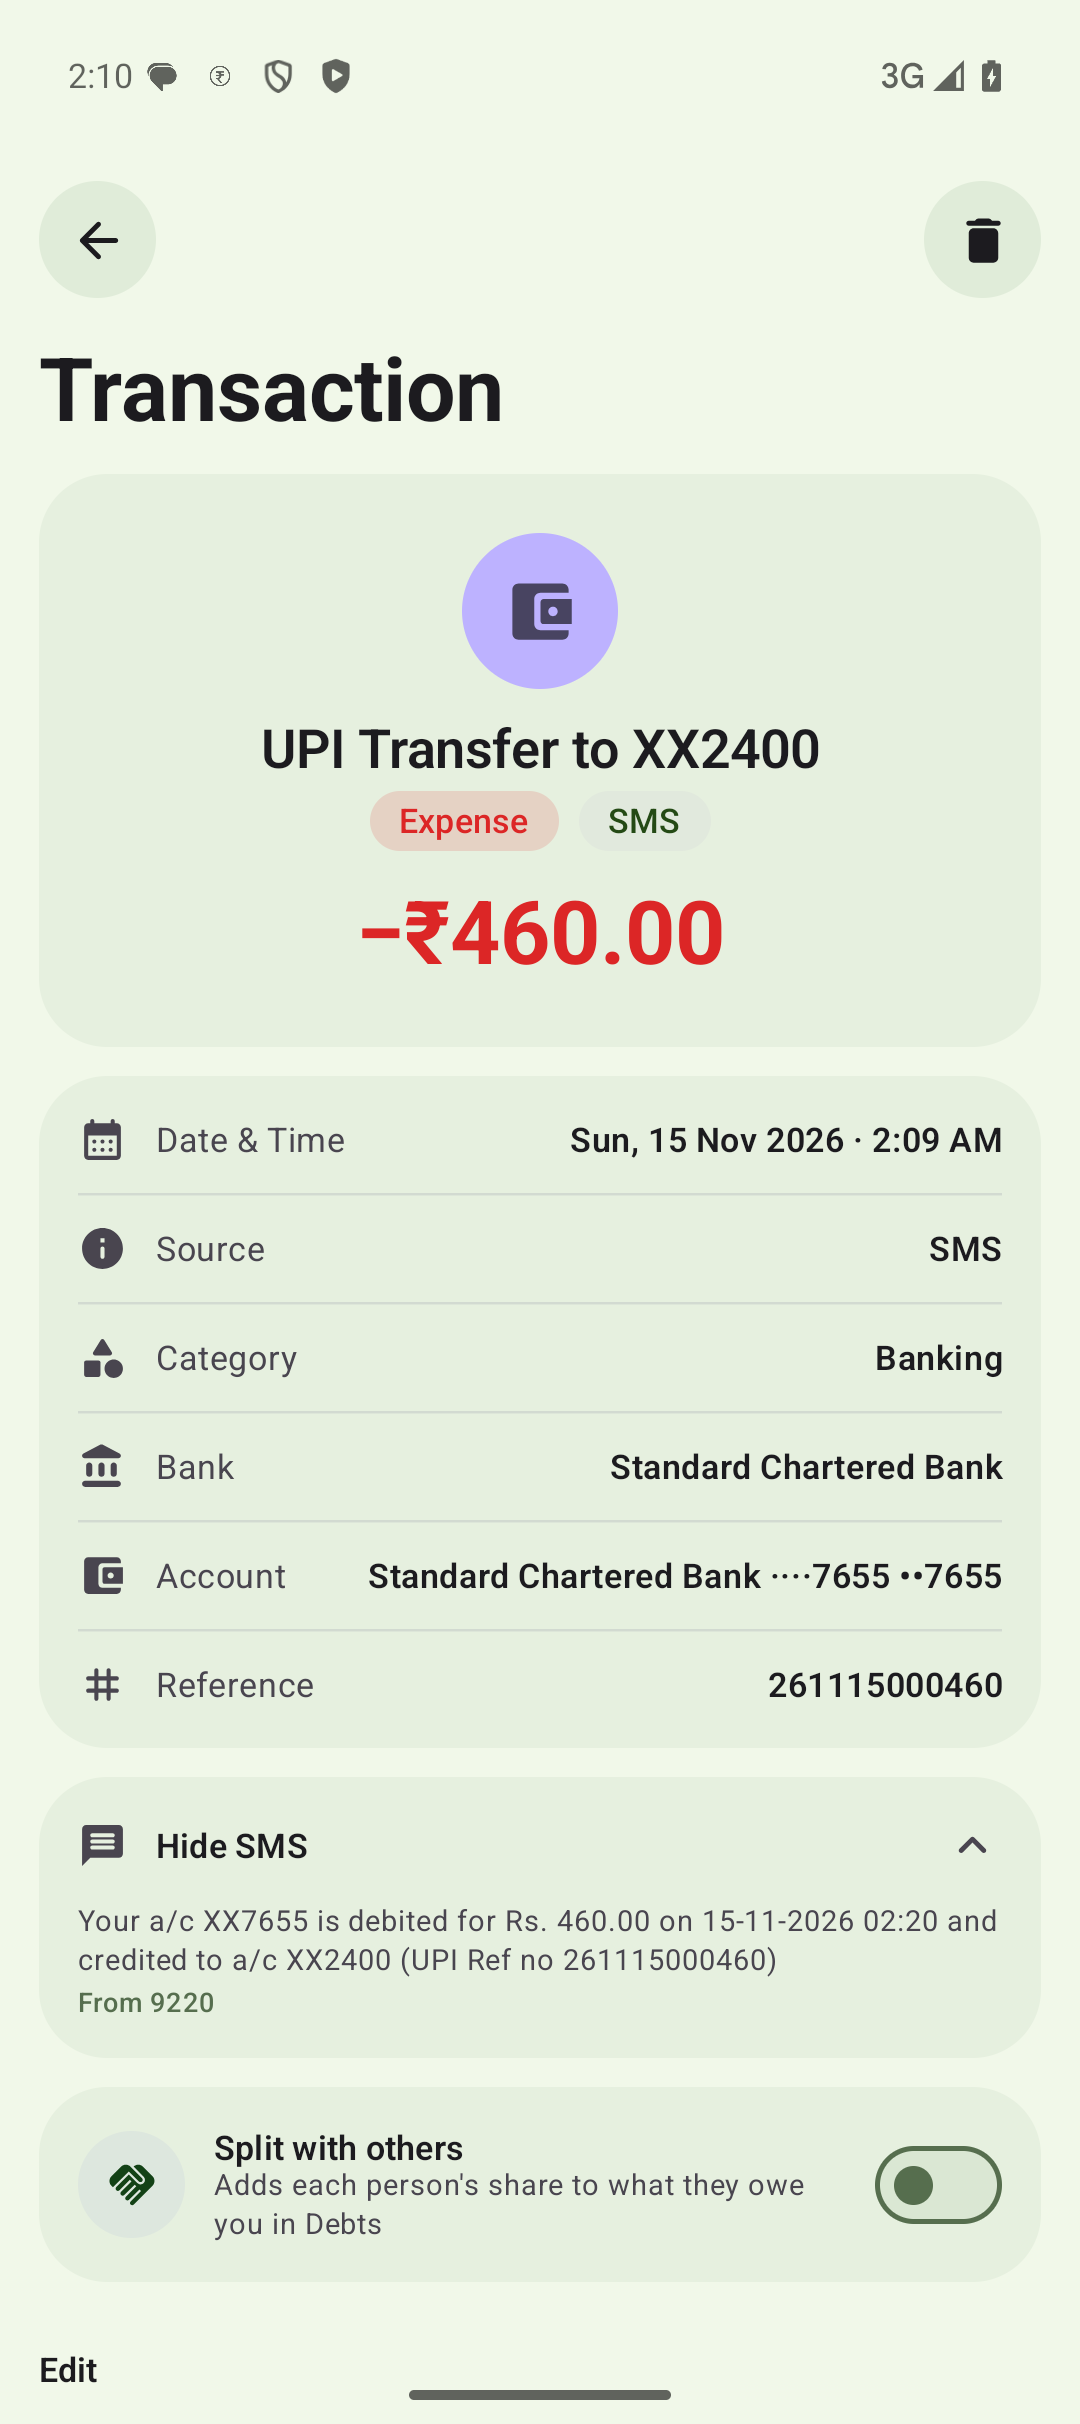 2:10
3G
Transaction
UPI Transfer to XX2400
Expense SMS
−₹460.00
Date & Time Sun, 15 Nov 2026 · 2:09 AM
Source SMS
Category Banking
Bank Standard Chartered Bank
Account Standard Chartered Bank ····7655 ••7655
Reference 261115000460
Hide SMS
Your a/c XX7655 is debited for Rs. 460.00 on 15-11-2026 02:20 and
credited to a/c XX2400 (UPI Ref no 261115000460)
From 9220
Split with others
Adds each person's share to what they owe
you in Debts
Edit